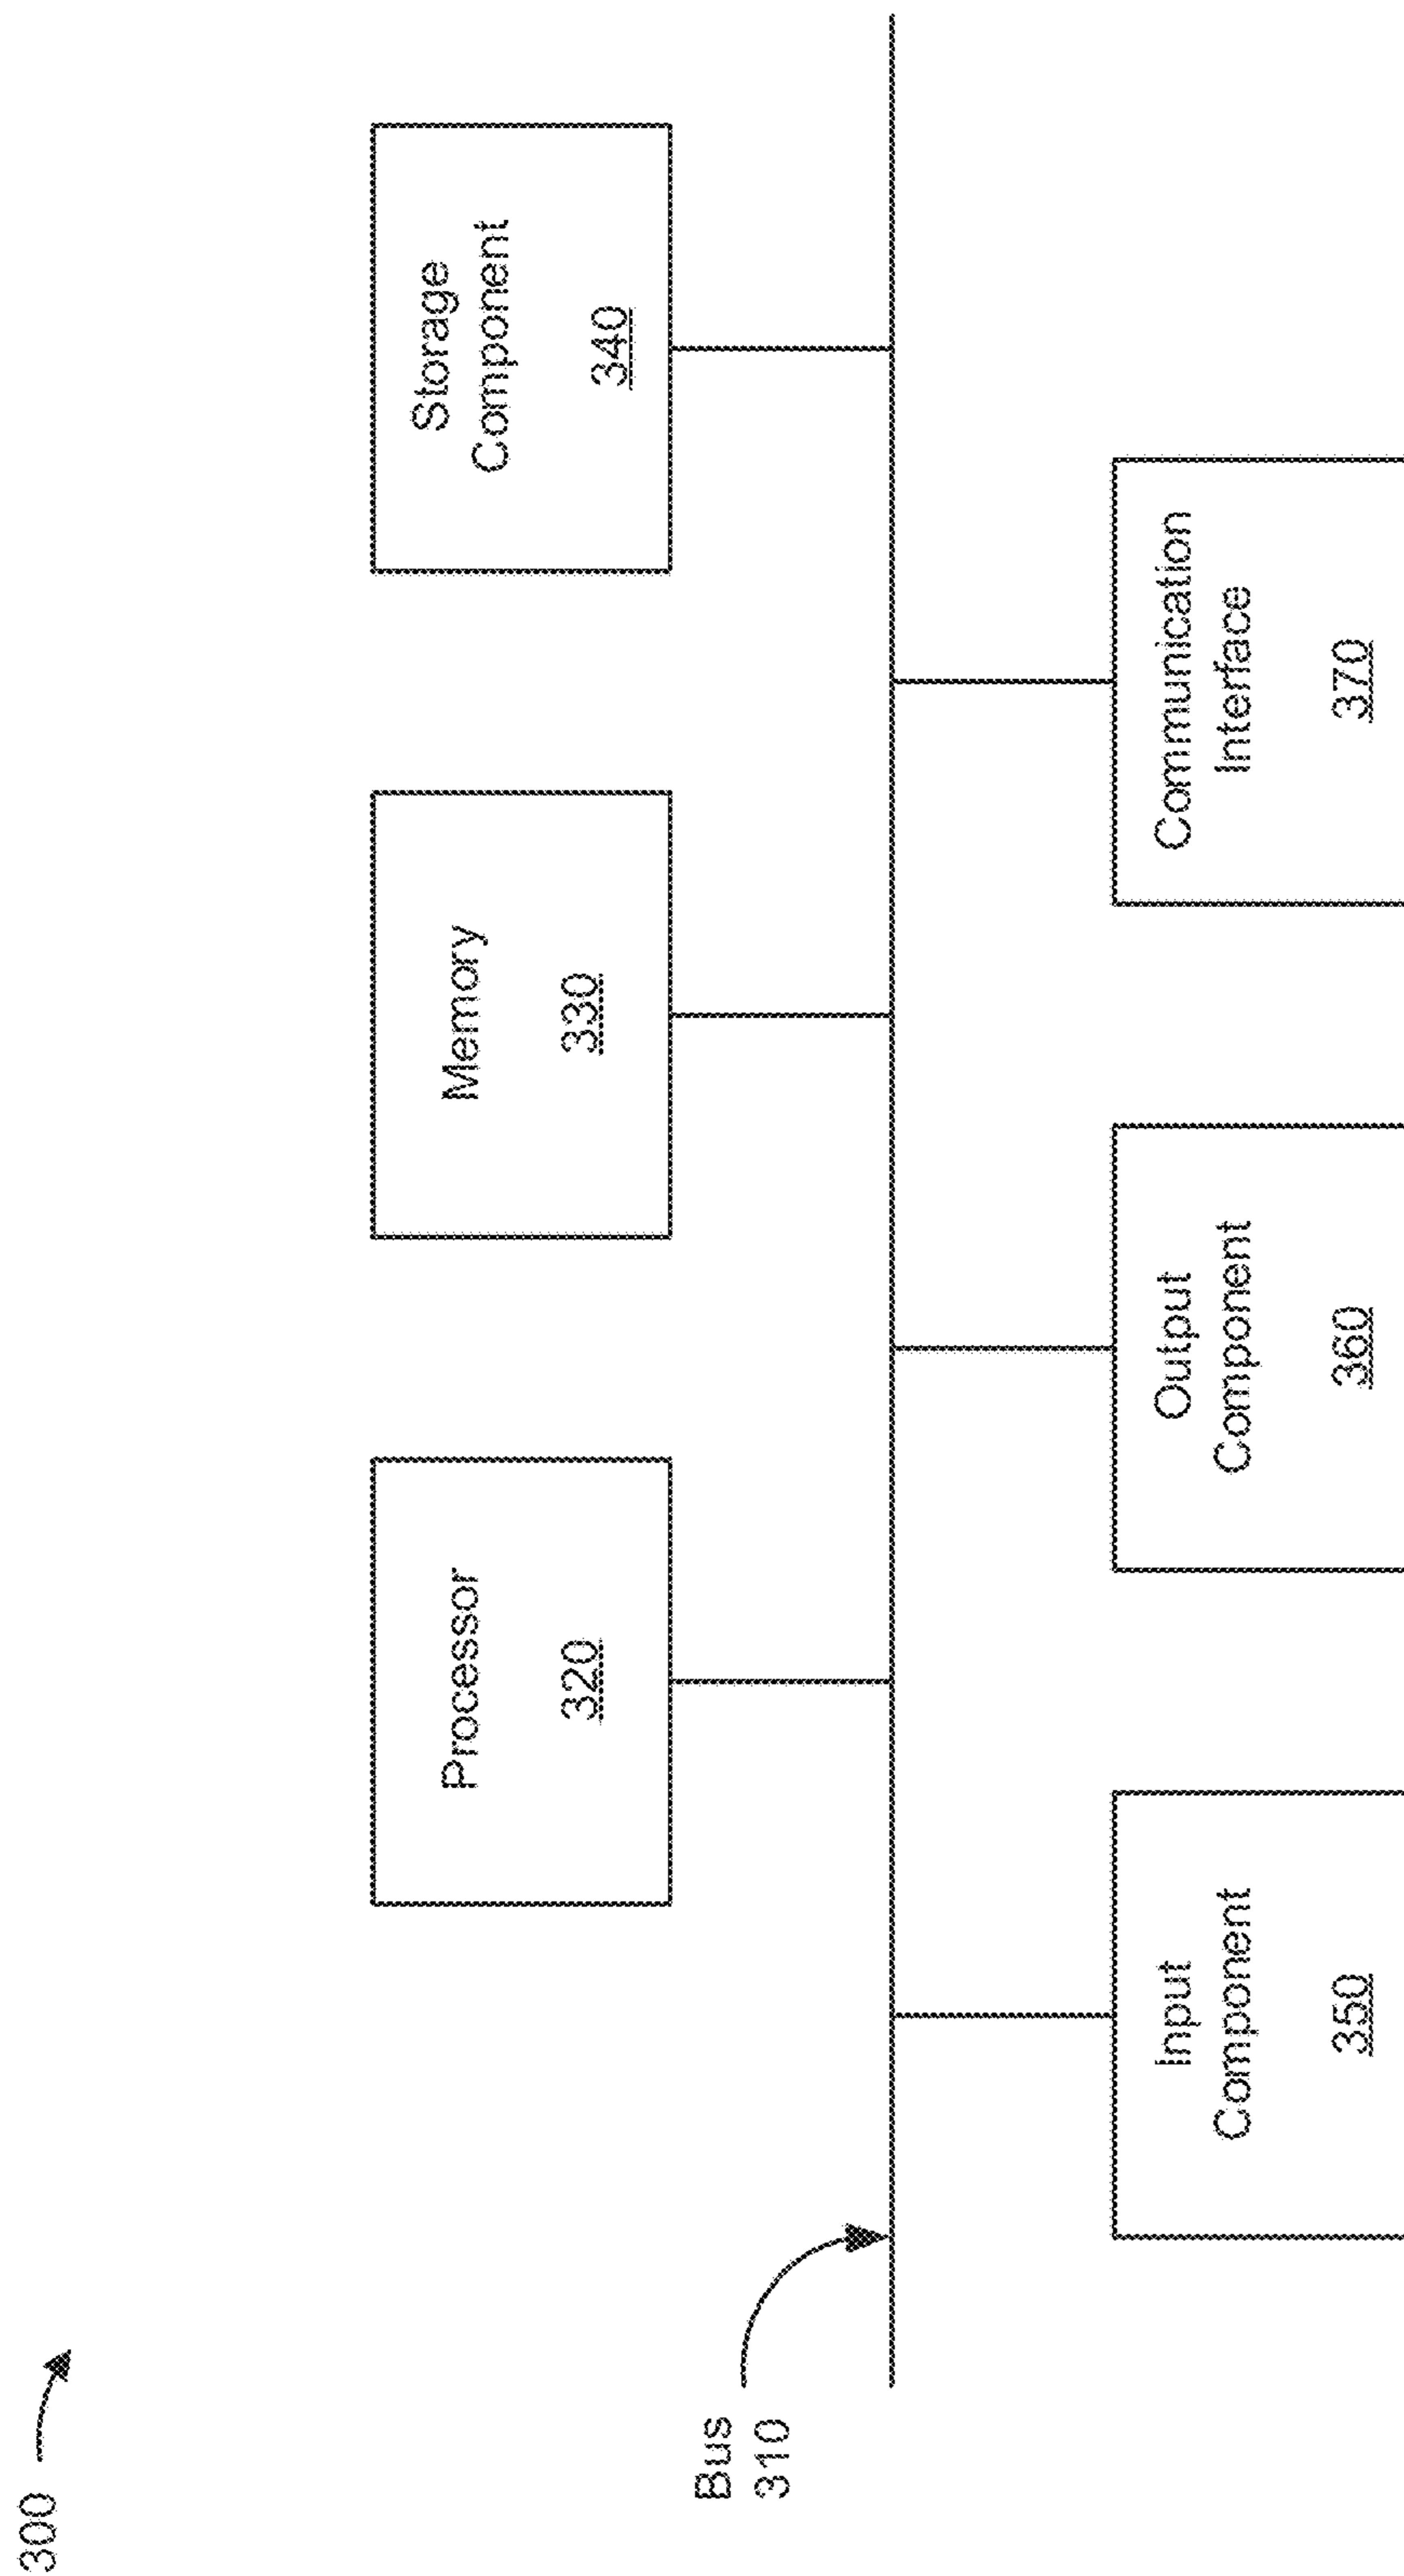 300
Processor
320
Memory
330
Storage
Component
340
Bus
310
Input
Component
350
Output
Component
360
Communication
Interface
370